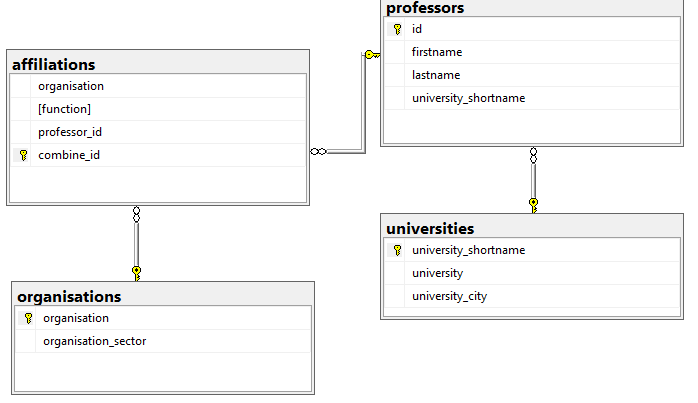 professors
id
firstname
lastname
university_shortname
affiliations
organisation
[function]
professor_id
combine_id
universities
university_shortname
university
university_city
organisations
organisation
organisation_sector